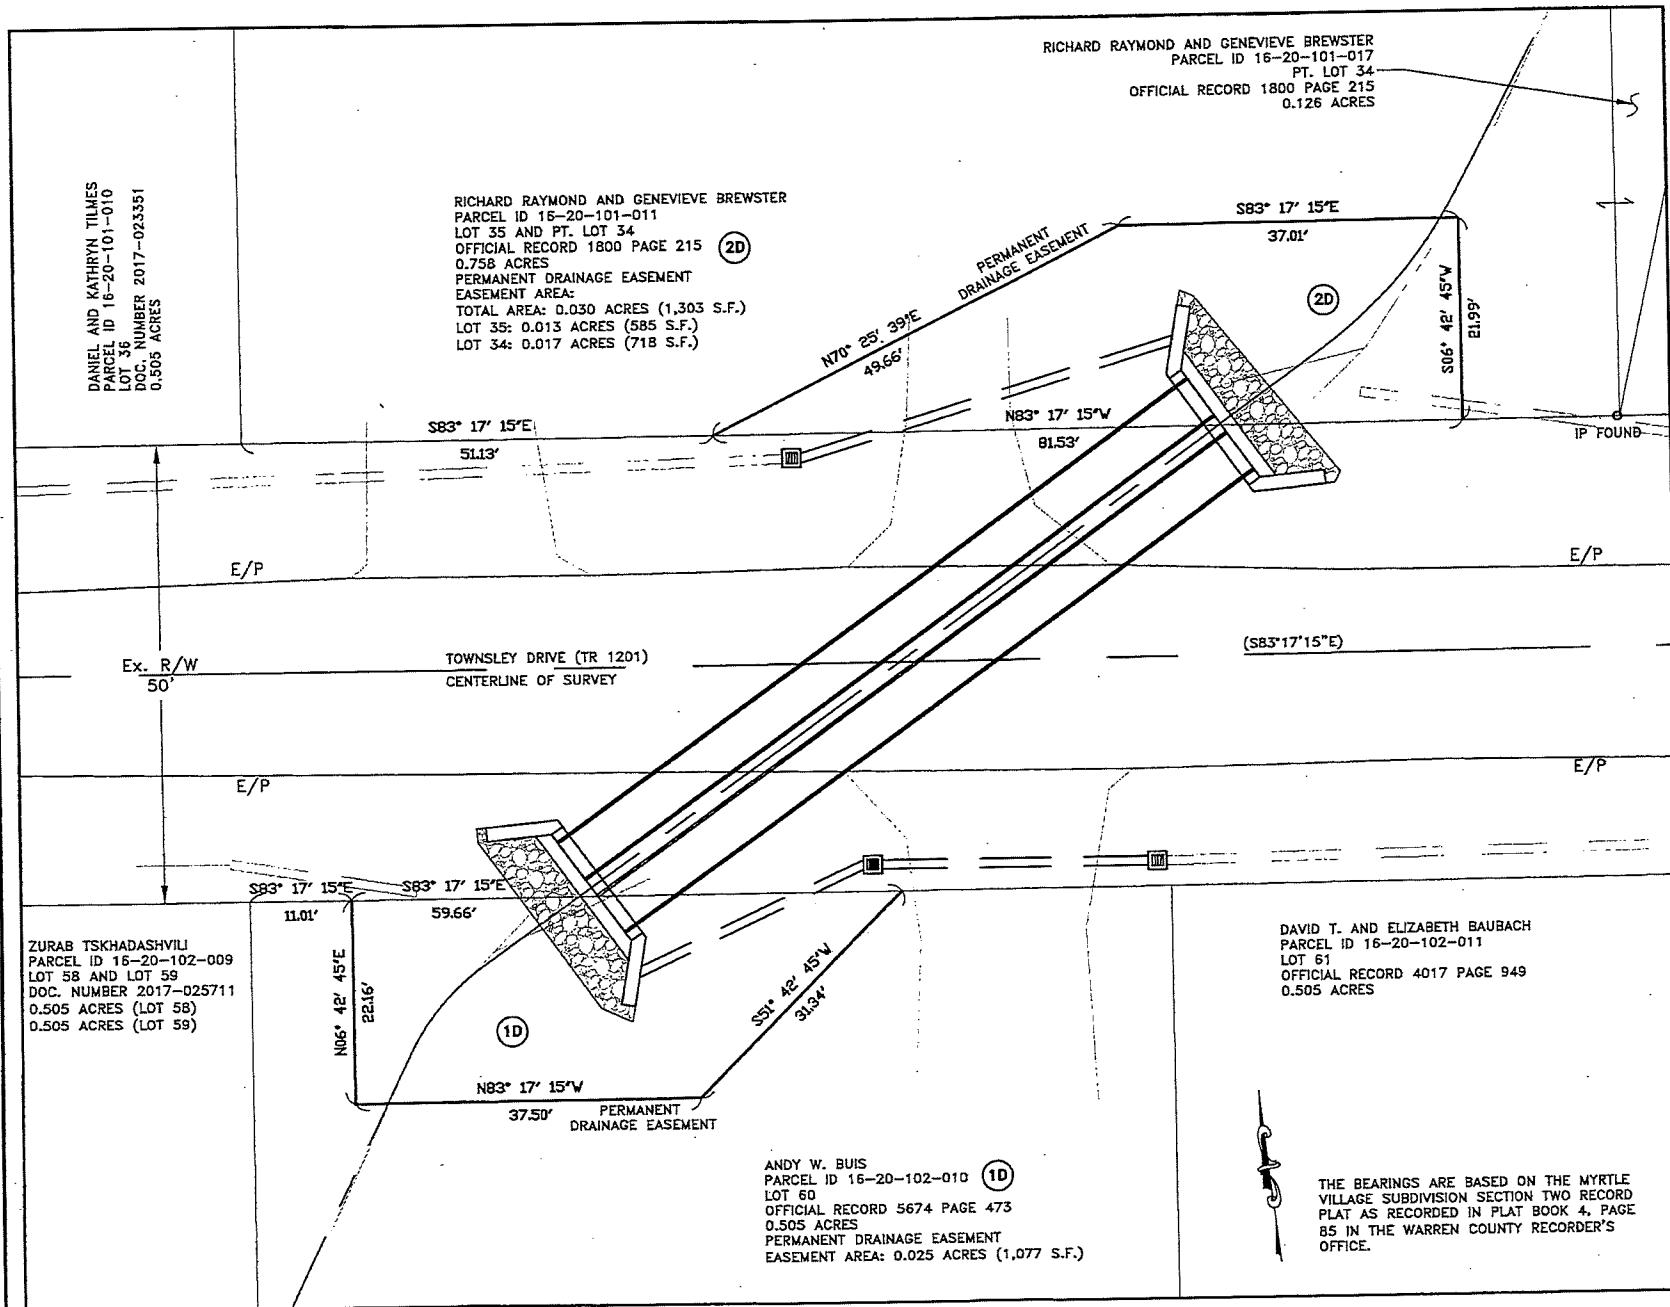 RICHARD RAYMOND AND GENEVIEVE BREWSTER
PARCEL ID 16-20-101-017
PT. LOT 34
OFFICIAL RECORD 1800 PAGE 215
0.126 ACRES
DANIEL AND KATHRYN TILMES
PARCEL ID 16-20-101-010
LOT 36
DOC. NUMBER 2017-023351
0.505 ACRES
RICHARD RAYMOND AND GENEVIEVE BREWSTER
PARCEL ID 16-20-101-011
LOT 35 AND PT. LOT 34
OFFICIAL RECORD 1800 PAGE 215 2D
0.758 ACRES
PERMANENT DRAINAGE EASEMENT
EASEMENT AREA:
TOTAL AREA: 0.030 ACRES (1,303 S.F.)
LOT 35: 0.013 ACRES (585 S.F.)
LOT 34: 0.017 ACRES (718 S.F.)
PERMANENT
DRAINAGE EASEMENT
S83° 17' 15"E
37.01'
2D
S06° 42' 45"W
21.99'
N70° 25' 39"E
49.66'
S83° 17' 15"E
51.13'
N83° 17' 15"W
81.53'
IP FOUND
E/P
E/P
Ex. R/W
50'
TOWNSLEY DRIVE (TR 1201)
CENTERLINE OF SURVEY
(S83°17'15"E)
E/P
E/P
S83° 17' 15"E
11.01'
S83° 17' 15"E
59.66'
ZURAB TSKHADASHVILI
PARCEL ID 16-20-102-009
LOT 58 AND LOT 59
DOC. NUMBER 2017-025711
0.505 ACRES (LOT 58)
0.505 ACRES (LOT 59)
N06° 42' 45"E
22.16'
1D
S51° 42' 45"W
31.34'
N83° 17' 15"W
37.50'
PERMANENT
DRAINAGE EASEMENT
DAVID T. AND ELIZABETH BAUBACH
PARCEL ID 16-20-102-011
LOT 61
OFFICIAL RECORD 4017 PAGE 949
0.505 ACRES
ANDY W. BUIS
PARCEL ID 16-20-102-010 1D
LOT 60
OFFICIAL RECORD 5674 PAGE 473
0.505 ACRES
PERMANENT DRAINAGE EASEMENT
EASEMENT AREA: 0.025 ACRES (1,077 S.F.)
THE BEARINGS ARE BASED ON THE MYRTLE
VILLAGE SUBDIVISION SECTION TWO RECORD
PLAT AS RECORDED IN PLAT BOOK 4, PAGE
85 IN THE WARREN COUNTY RECORDER'S
OFFICE.